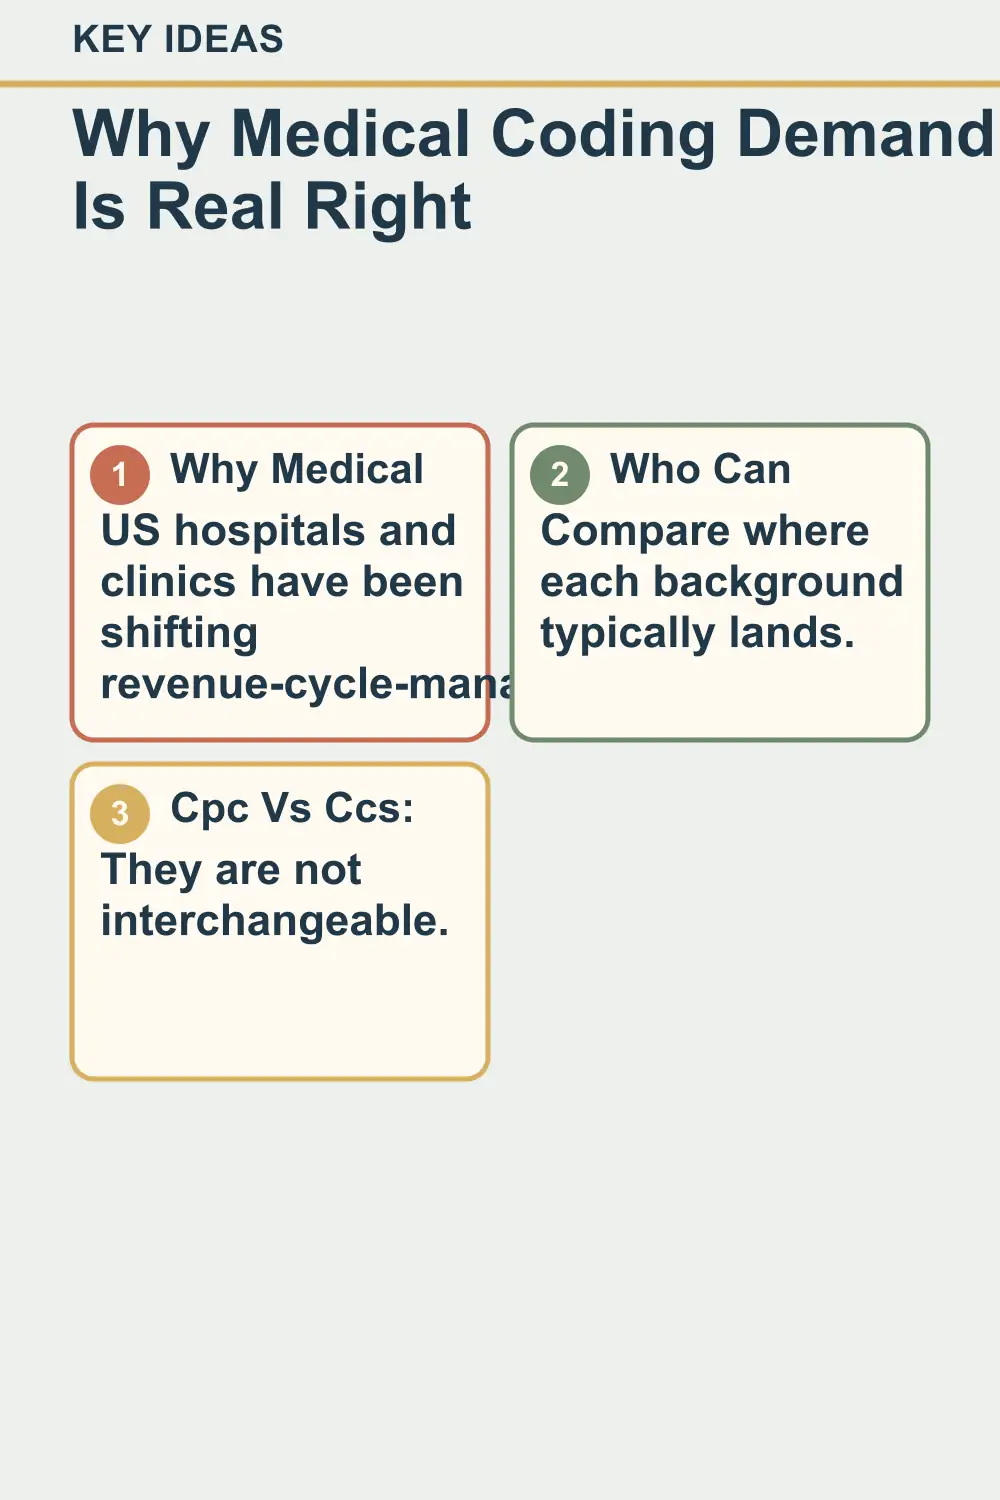 KEY IDEAS
Why Medical Coding Demand
Is Real Right
1 Why Medical
US hospitals and
clinics have been
shifting
revenue-cycle-mana
2 Who Can
Compare where
each background
typically lands.
3 Cpc Vs Ccs:
They are not
interchangeable.